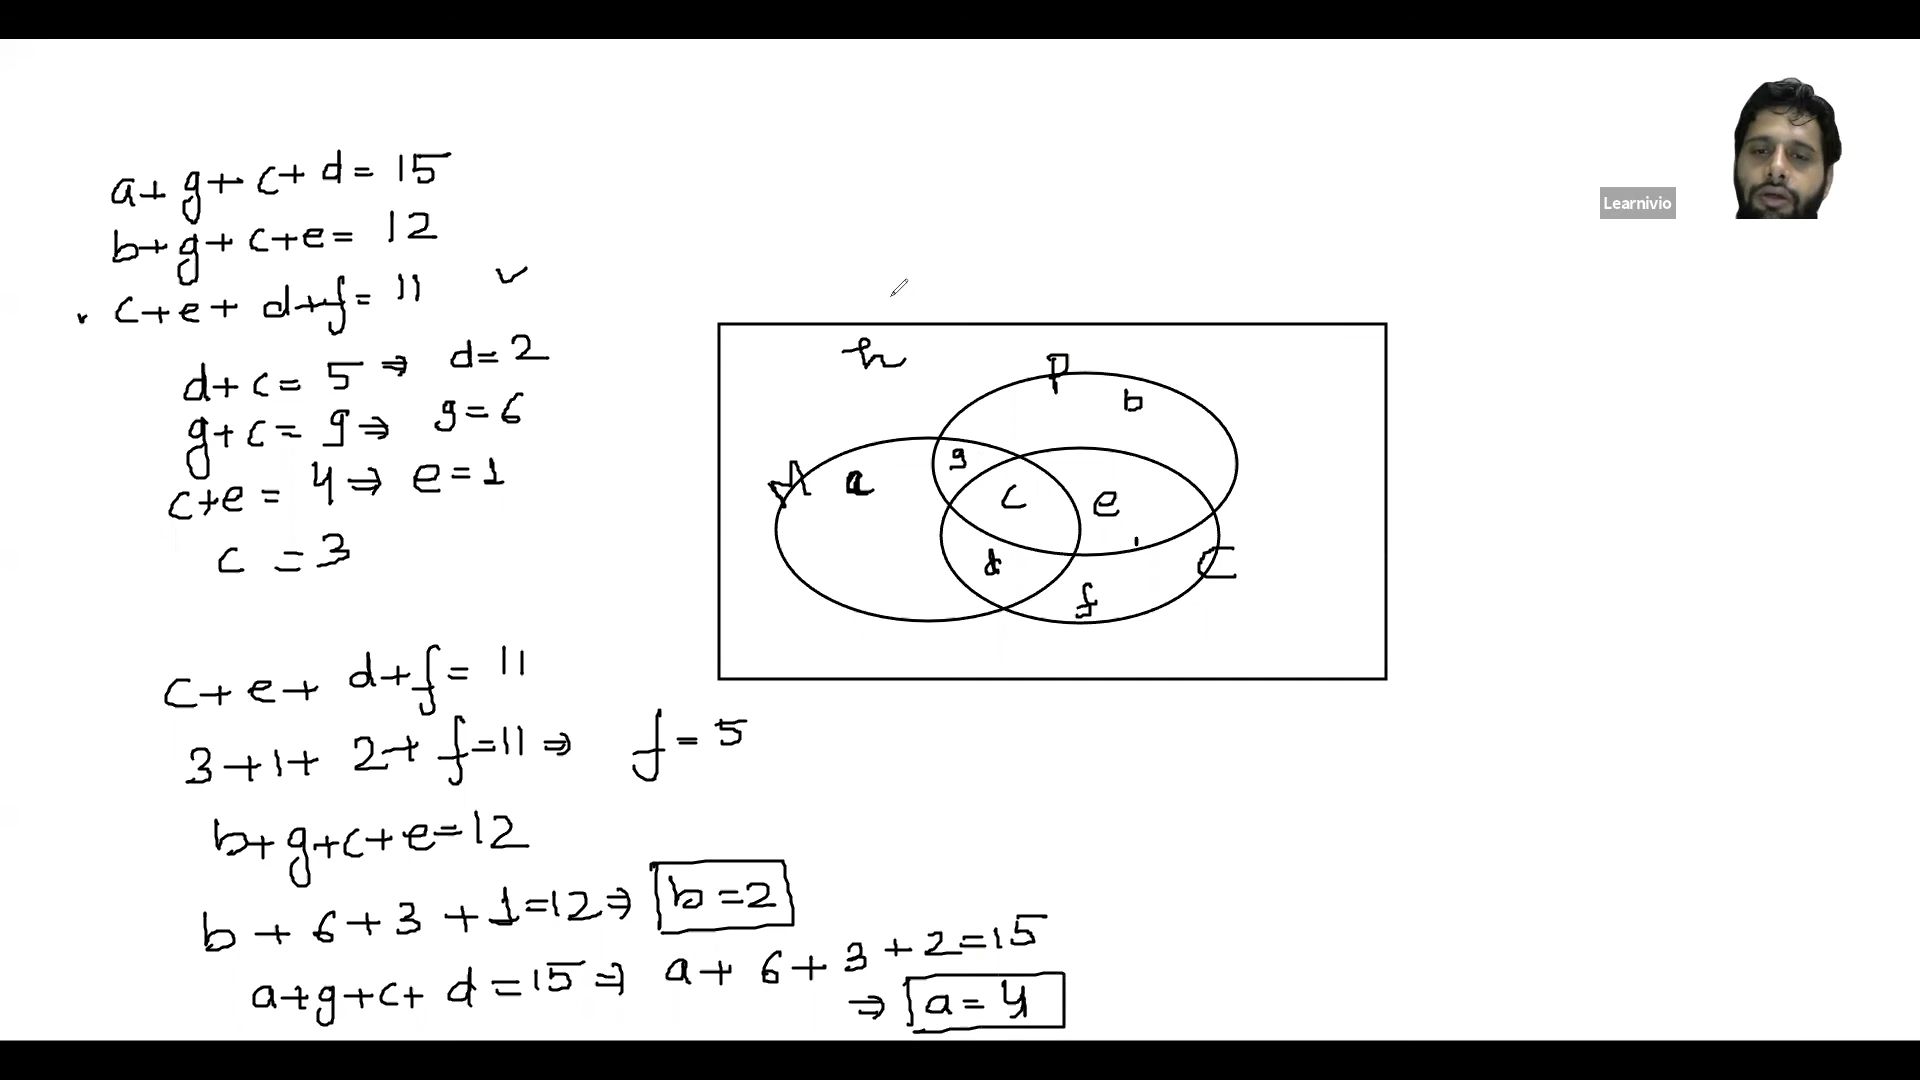 a + g + c + d = 15
b + g + c + e = 12
c + e + d + f = 11
d + c = 5 ⇒ d = 2
g + c = 9 ⇒ g = 6
c + e = 4 ⇒ e = 1
c = 3
c + e + d + f = 11
3 + 1 + 2 + f = 11 ⇒ f = 5
b + g + c + e = 12
b + 6 + 3 + 1 = 12 ⇒ b = 2
a + g + c + d = 15 ⇒ a + 6 + 3 + 2 = 15
⇒ a = 4
Learnivio
h
P
b
g
A
a
c
e
d
C
f